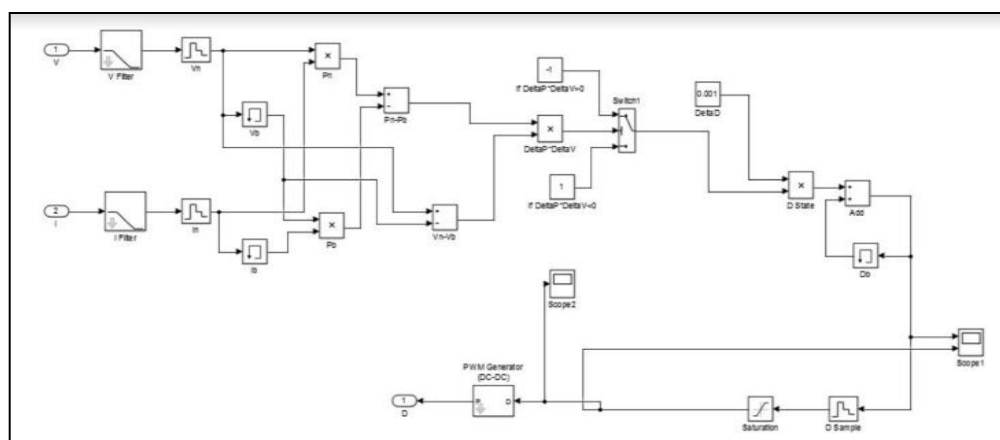 1
V
V Filter
Vn
Vb
2
I
I Filter
In
Ib
×
Pn
×
Pb
+
−
Pn-Pb
+
−
Vn-Vb
×
DeltaP*DeltaV
-1
If DeltaP*DeltaV>0
1
If DeltaP*DeltaV<0
Switch1
0.001
DeltaD
×
D State
+
+
Add
Db
Scope2
Scope1
PWM Generator
(DC-DC)
P
D
1
D
Saturation
D Sample